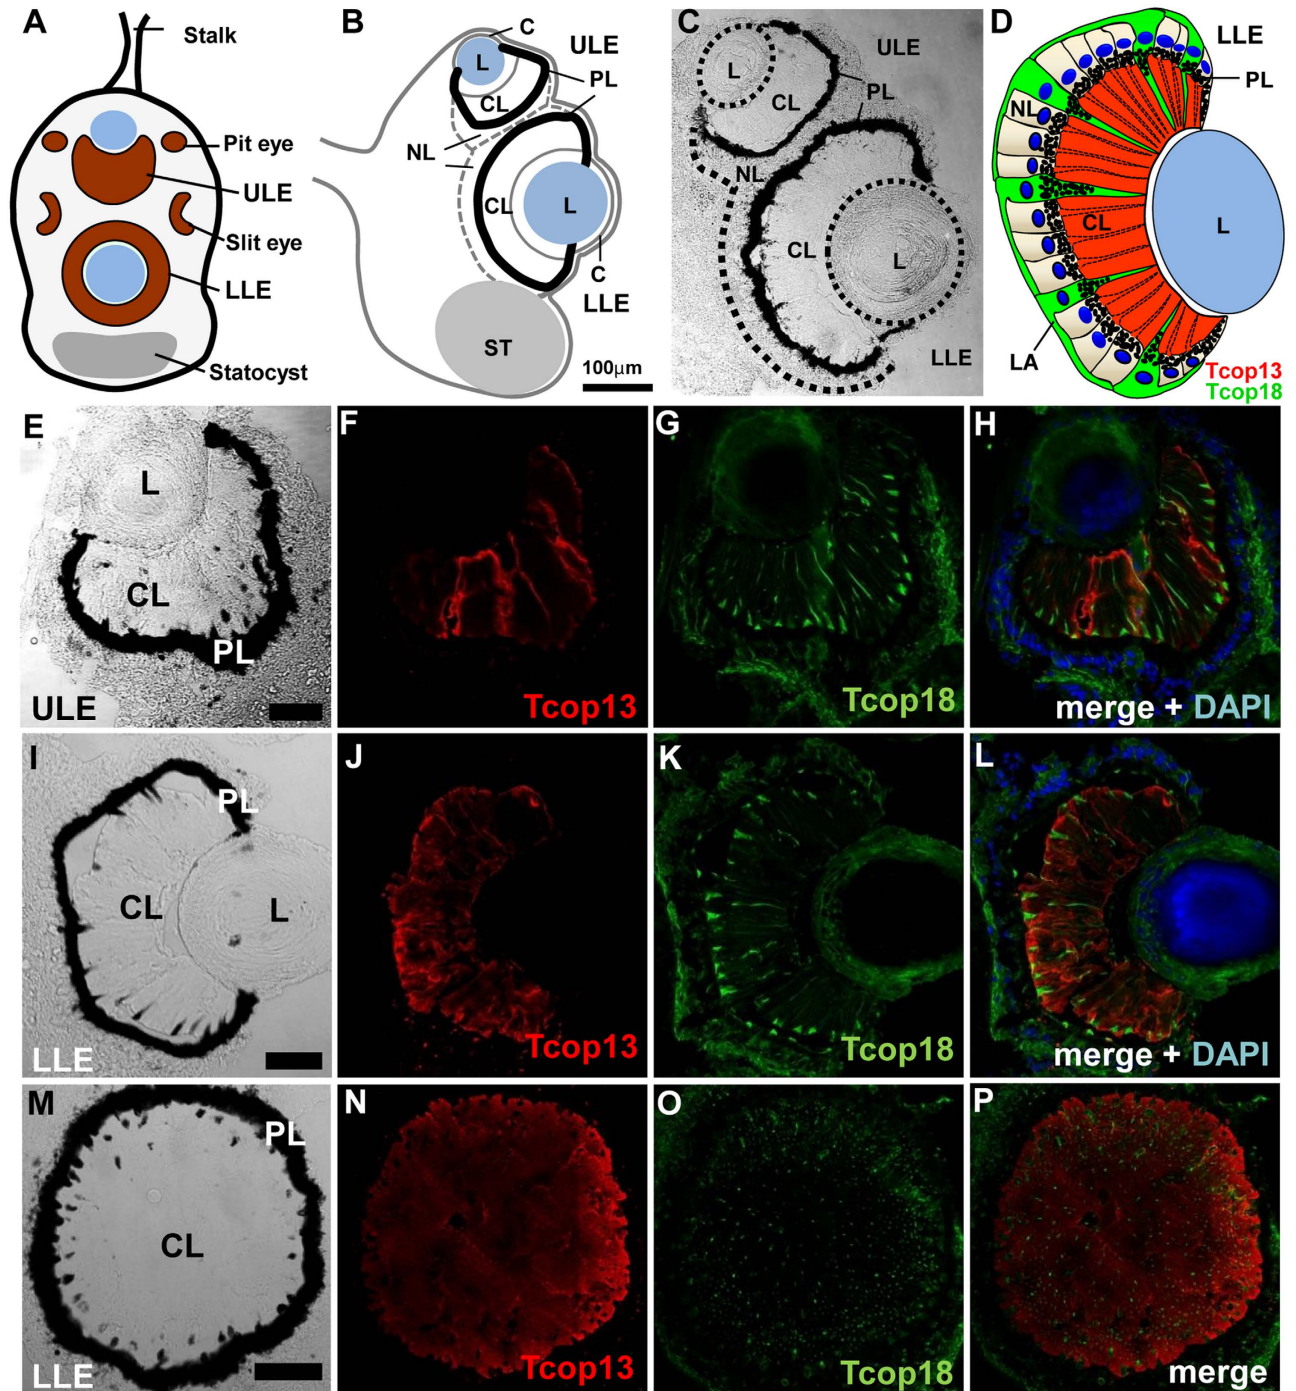 A
Stalk
Pit eye
ULE
Slit eye
LLE
Statocyst
B
C
ULE
L
PL
CL
NL
CL
L
C
LLE
ST
100µm
C
ULE
L
CL
PL
NL
CL
L
LLE
D
LLE
PL
NL
CL
L
LA
Tcop13
Tcop18
E
L
CL
PL
ULE
F
Tcop13
G
Tcop18
H
merge + DAPI
I
PL
CL
L
LLE
J
Tcop13
K
Tcop18
L
merge + DAPI
M
PL
CL
LLE
N
Tcop13
O
Tcop18
P
merge